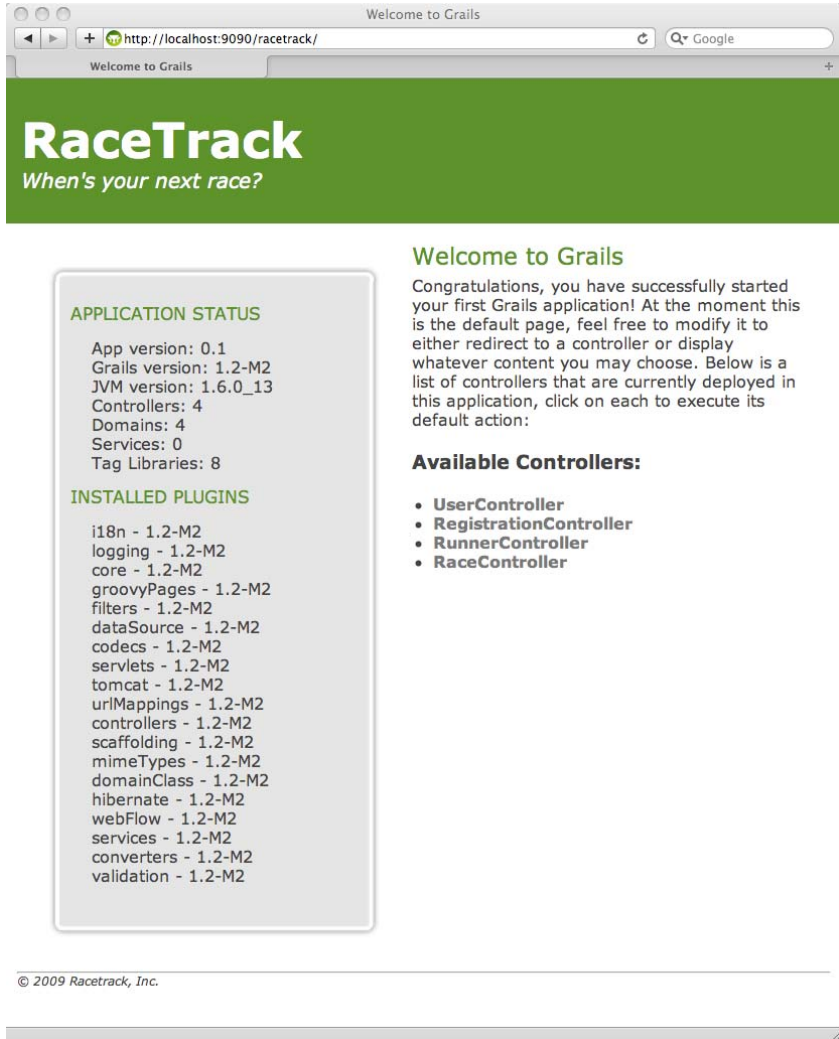 Welcome to Grails
http://localhost:9090/racetrack/
Google
Welcome to Grails
RaceTrack
When's your next race?
APPLICATION STATUS
App version: 0.1
Grails version: 1.2-M2
JVM version: 1.6.0_13
Controllers: 4
Domains: 4
Services: 0
Tag Libraries: 8
INSTALLED PLUGINS
i18n - 1.2-M2
logging - 1.2-M2
core - 1.2-M2
groovyPages - 1.2-M2
filters - 1.2-M2
dataSource - 1.2-M2
codecs - 1.2-M2
servlets - 1.2-M2
tomcat - 1.2-M2
urlMappings - 1.2-M2
controllers - 1.2-M2
scaffolding - 1.2-M2
mimeTypes - 1.2-M2
domainClass - 1.2-M2
hibernate - 1.2-M2
webFlow - 1.2-M2
services - 1.2-M2
converters - 1.2-M2
validation - 1.2-M2
Welcome to Grails
Congratulations, you have successfully started
your first Grails application! At the moment this
is the default page, feel free to modify it to
either redirect to a controller or display
whatever content you may choose. Below is a
list of controllers that are currently deployed in
this application, click on each to execute its
default action:
Available Controllers:
• UserController
• RegistrationController
• RunnerController
• RaceController
© 2009 Racetrack, Inc.